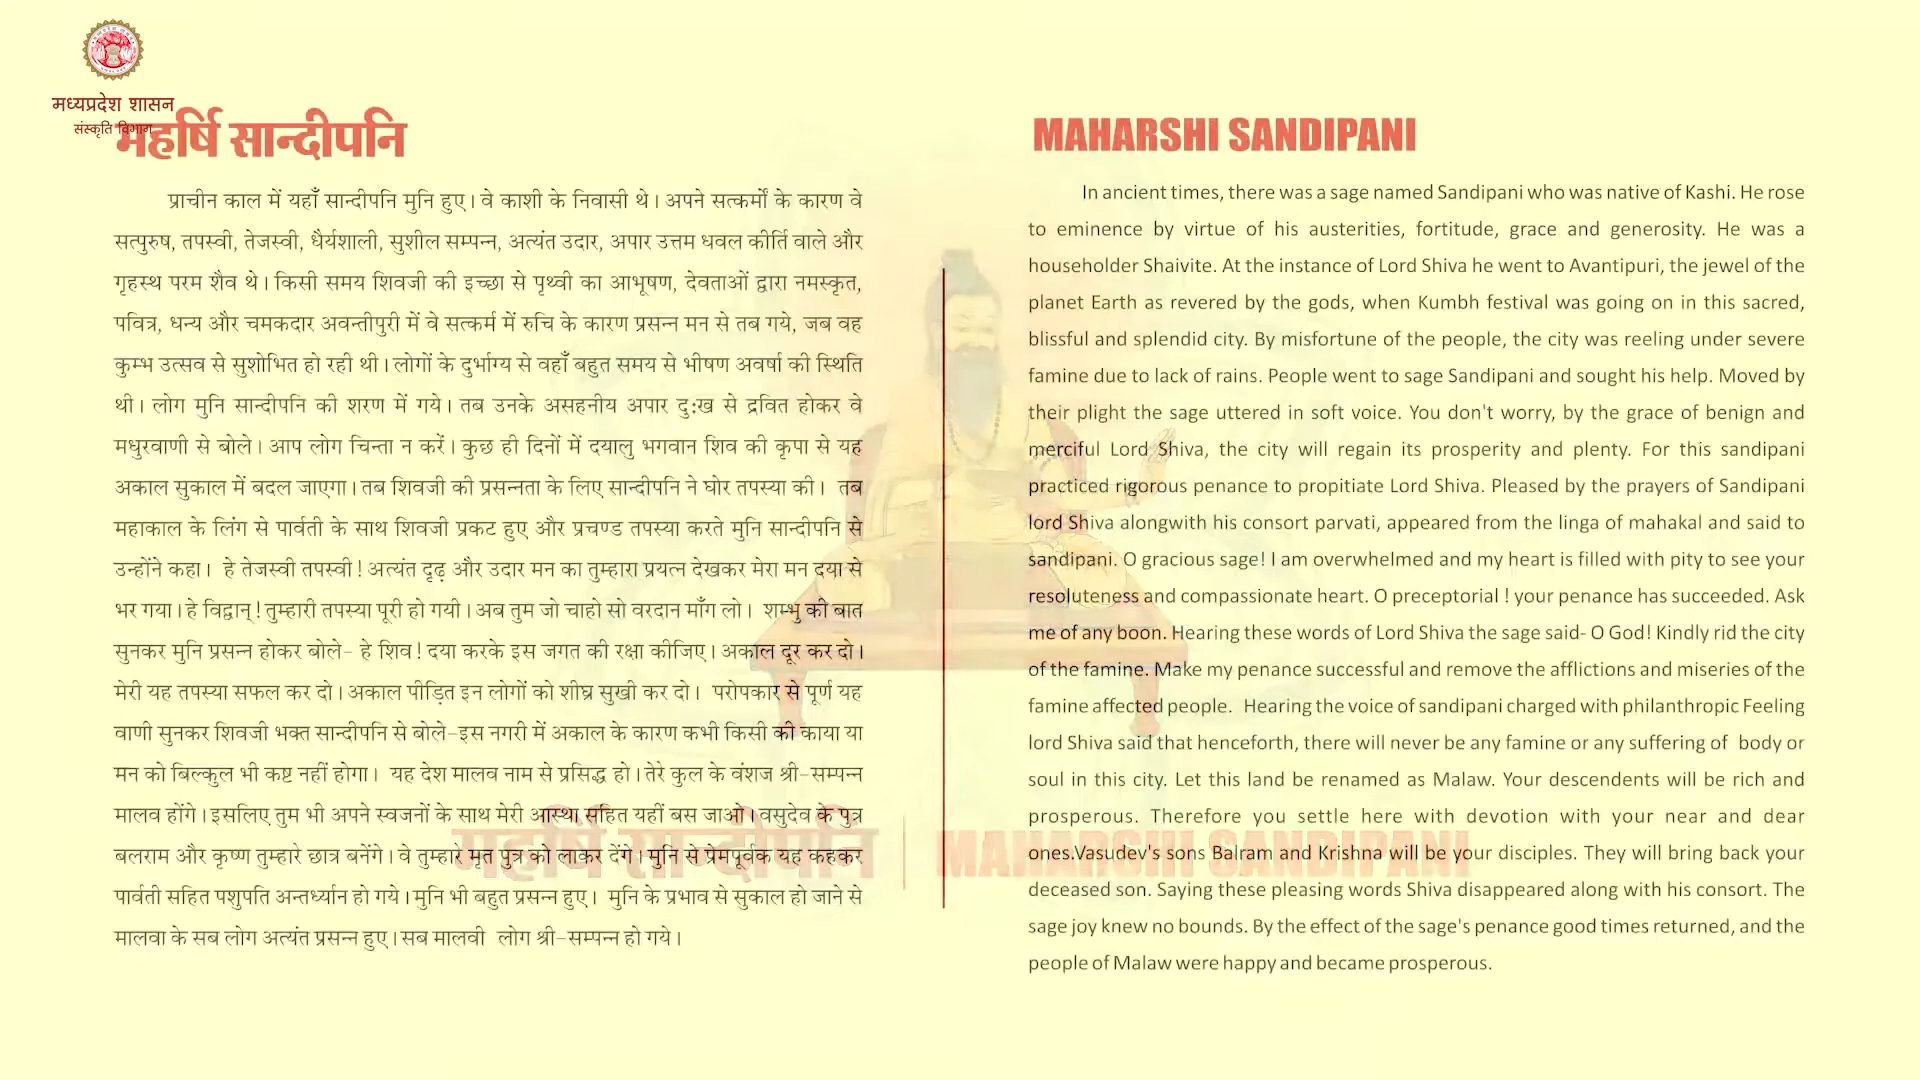 मध्यप्रदेश शासन
संस्कृति विभाग
महर्षि सान्दीपनि
प्राचीन काल में यहाँ सान्दीपनि मुनि हुए। वे काशी के निवासी थे। अपने सत्कर्मों के कारण वे
सत्पुरुष, तपस्वी, तेजस्वी, धैर्यशाली, सुशील सम्पन्न, अत्यंत उदार, अपार उत्तम धवल कीर्ति वाले और
गृहस्थ परम शैव थे। किसी समय शिवजी की इच्छा से पृथ्वी का आभूषण, देवताओं द्वारा नमस्कृत,
पवित्र, धन्य और चमकदार अवन्तीपुरी में वे सत्कर्म में रुचि के कारण प्रसन्न मन से तब गये, जब वह
कुम्भ उत्सव से सुशोभित हो रही थी। लोगों के दुर्भाग्य से वहाँ बहुत समय से भीषण अवर्षा की स्थिति
थी। लोग मुनि सान्दीपनि की शरण में गये। तब उनके असहनीय अपार दुःख से द्रवित होकर वे
मधुरवाणी से बोले। आप लोग चिन्ता न करें। कुछ ही दिनों में दयालु भगवान शिव की कृपा से यह
अकाल सुकाल में बदल जाएगा। तब शिवजी की प्रसन्नता के लिए सान्दीपनि ने घोर तपस्या की। तब
महाकाल के लिंग से पार्वती के साथ शिवजी प्रकट हुए और प्रचण्ड तपस्या करते मुनि सान्दीपनि से
उन्होंने कहा। हे तेजस्वी तपस्वी! अत्यंत दृढ़ और उदार मन का तुम्हारा प्रयत्न देखकर मेरा मन दया से
भर गया। हे विद्वान्! तुम्हारी तपस्या पूरी हो गयी। अब तुम जो चाहो सो वरदान माँग लो। शम्भु की बात
सुनकर मुनि प्रसन्न होकर बोले- हे शिव! दया करके इस जगत की रक्षा कीजिए। अकाल दूर कर दो।
मेरी यह तपस्या सफल कर दो। अकाल पीड़ित इन लोगों को शीघ्र सुखी कर दो। परोपकार से पूर्ण यह
वाणी सुनकर शिवजी भक्त सान्दीपनि से बोले-इस नगरी में अकाल के कारण कभी किसी की काया या
मन को बिल्कुल भी कष्ट नहीं होगा। यह देश मालव नाम से प्रसिद्ध हो। तेरे कुल के वंशज श्री-सम्पन्न
मालव होंगे। इसलिए तुम भी अपने स्वजनों के साथ मेरी आस्था सहित यहीं बस जाओ। वसुदेव के पुत्र
बलराम और कृष्ण तुम्हारे छात्र बनेंगे। वे तुम्हारे मृत पुत्र को लाकर देंगे। मुनि से प्रेमपूर्वक यह कहकर
पार्वती सहित पशुपति अन्तर्ध्यान हो गये। मुनि भी बहुत प्रसन्न हुए। मुनि के प्रभाव से सुकाल हो जाने से
मालवा के सब लोग अत्यंत प्रसन्न हुए। सब मालवी लोग श्री-सम्पन्न हो गये।
MAHARSHI SANDIPANI
In ancient times, there was a sage named Sandipani who was native of Kashi. He rose
to eminence by virtue of his austerities, fortitude, grace and generosity. He was a
householder Shaivite. At the instance of Lord Shiva he went to Avantipuri, the jewel of the
planet Earth as revered by the gods, when Kumbh festival was going on in this sacred,
blissful and splendid city. By misfortune of the people, the city was reeling under severe
famine due to lack of rains. People went to sage Sandipani and sought his help. Moved by
their plight the sage uttered in soft voice. You don't worry, by the grace of benign and
merciful Lord Shiva, the city will regain its prosperity and plenty. For this sandipani
practiced rigorous penance to propitiate Lord Shiva. Pleased by the prayers of Sandipani
lord Shiva alongwith his consort parvati, appeared from the linga of mahakal and said to
sandipani. O gracious sage! I am overwhelmed and my heart is filled with pity to see your
resoluteness and compassionate heart. O preceptorial ! your penance has succeeded. Ask
me of any boon. Hearing these words of Lord Shiva the sage said- O God! Kindly rid the city
of the famine. Make my penance successful and remove the afflictions and miseries of the
famine affected people. Hearing the voice of sandipani charged with philanthropic Feeling
lord Shiva said that henceforth, there will never be any famine or any suffering of body or
soul in this city. Let this land be renamed as Malaw. Your descendents will be rich and
prosperous. Therefore you settle here with devotion with your near and dear
ones.Vasudev's sons Balram and Krishna will be your disciples. They will bring back your
deceased son. Saying these pleasing words Shiva disappeared along with his consort. The
sage joy knew no bounds. By the effect of the sage's penance good times returned, and the
people of Malaw were happy and became prosperous.
महर्षि सान्दीपनि | MAHARSHI SANDIPANI